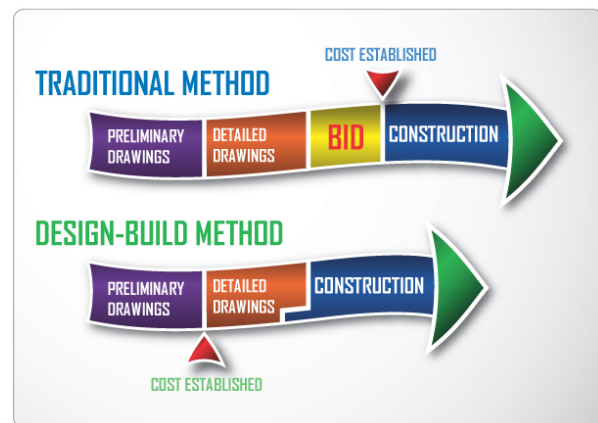 COST ESTABLISHED
TRADITIONAL METHOD
PRELIMINARY
DRAWINGS
DETAILED
DRAWINGS
BID
CONSTRUCTION
DESIGN-BUILD METHOD
PRELIMINARY
DRAWINGS
DETAILED
DRAWINGS
CONSTRUCTION
COST ESTABLISHED